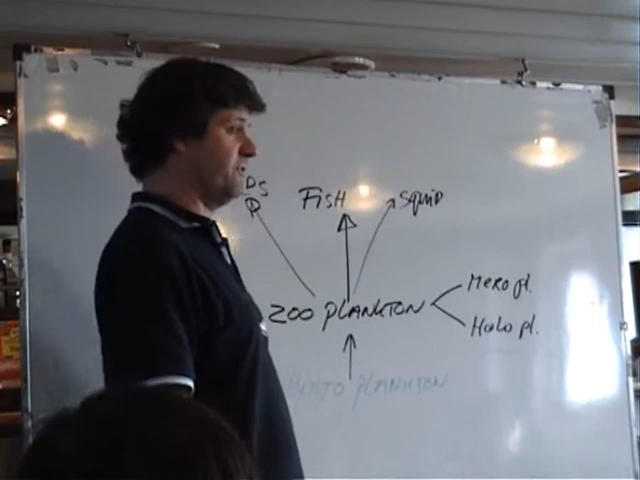 FISH
squid
ZOO PLANKTON
Mero pl.
Holo pl.
PHYTO PLANKTON